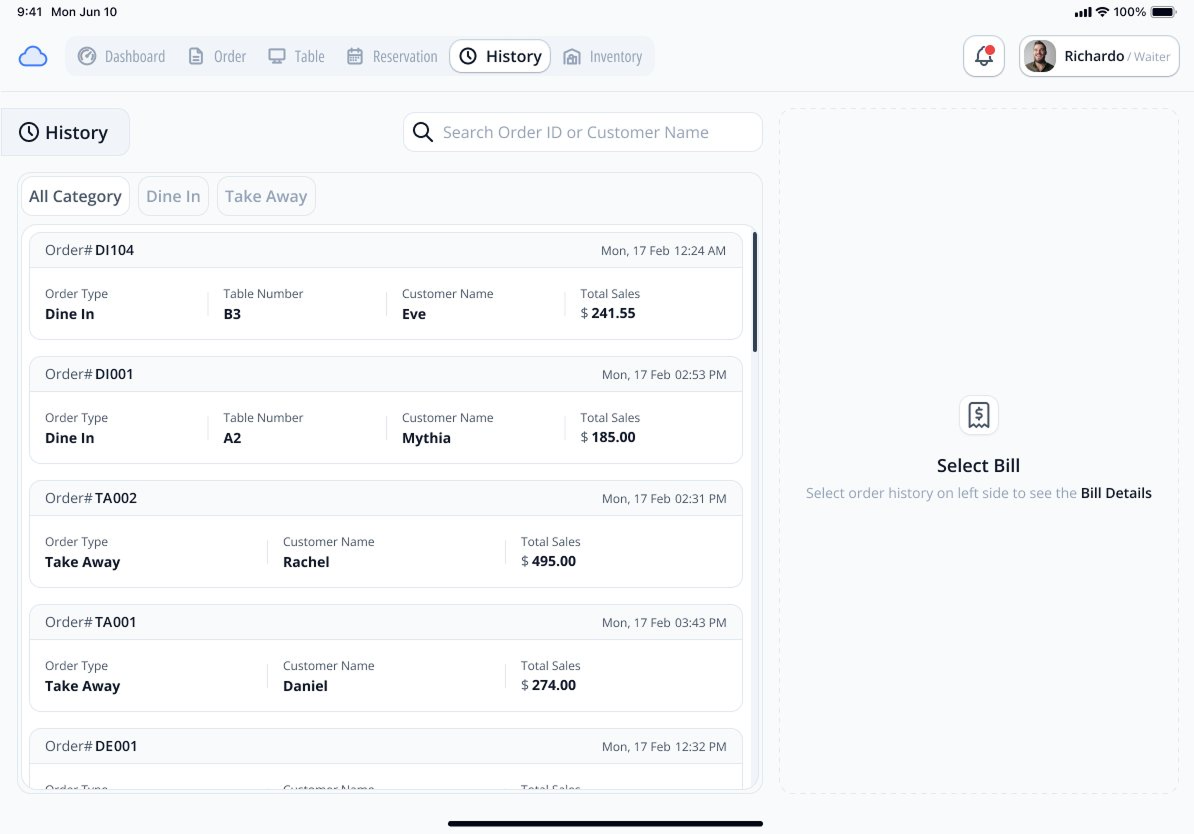 9:41 Mon Jun 10
100%
Dashboard
Order
Table
Reservation
History
Inventory
Richardo / Waiter
History
Search Order ID or Customer Name
All Category
Dine In
Take Away
Order# DI104
Mon, 17 Feb 12:24 AM
Order Type
Dine In
Table Number
B3
Customer Name
Eve
Total Sales
$ 241.55
Order# DI001
Mon, 17 Feb 02:53 PM
Order Type
Dine In
Table Number
A2
Customer Name
Mythia
Total Sales
$ 185.00
Order# TA002
Mon, 17 Feb 02:31 PM
Order Type
Take Away
Customer Name
Rachel
Total Sales
$ 495.00
Order# TA001
Mon, 17 Feb 03:43 PM
Order Type
Take Away
Customer Name
Daniel
Total Sales
$ 274.00
Order# DE001
Mon, 17 Feb 12:32 PM
Order Type
Customer Name
Total Sales
$
Select Bill
Select order history on left side to see the Bill Details